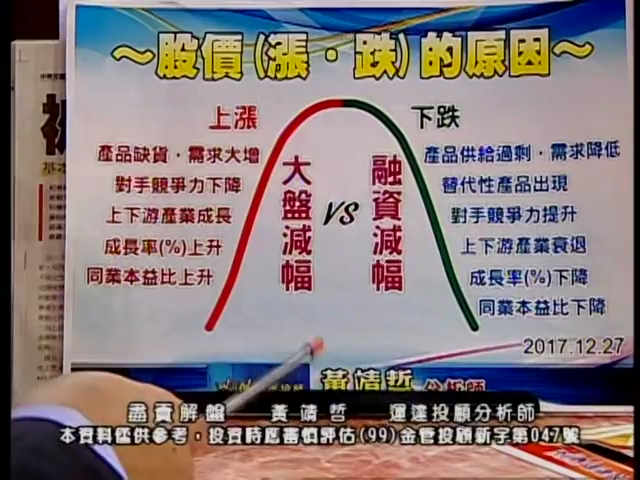 ～股價(漲·跌)的原因～
上漲
產品缺貨·需求大增
對手競爭力下降
上下游產業成長
成長率(%)上升
同業本益比上升
大盤減幅
vs
融資減幅
下跌
產品供給過剩·需求降低
替代性產品出現
對手競爭力提升
上下游產業衰退
成長率(%)下降
同業本益比下降
2017.12.27
黃靖哲 分析師
盡責解盤 黃靖哲 運達投顧分析師
本資料僅供參考，投資時應審慎評估(99)金管投顧新字第047號